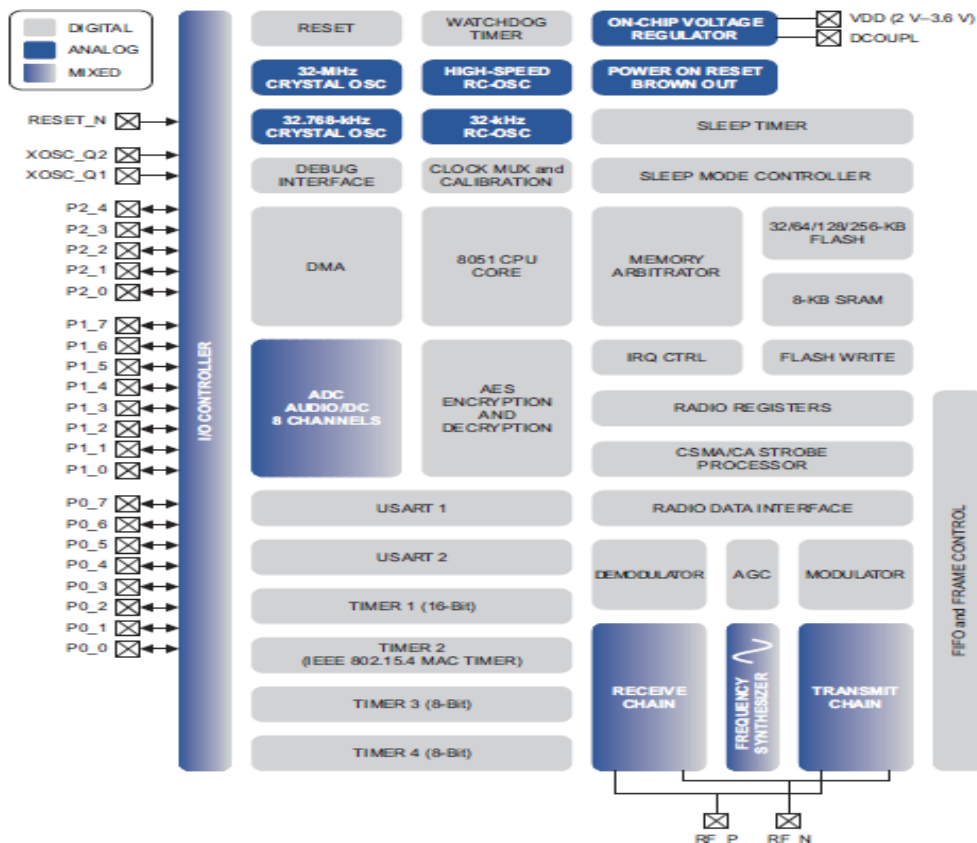 DIGITAL
ANALOG
MIXED
RESET_N
XOSC_Q2
XOSC_Q1
P2_4
P2_3
P2_2
P2_1
P2_0
P1_7
P1_6
P1_5
P1_4
P1_3
P1_2
P1_1
P1_0
P0_7
P0_6
P0_5
P0_4
P0_3
P0_2
P0_1
P0_0
I/O CONTROLLER
RESET
WATCHDOG
TIMER
ON-CHIP VOLTAGE
REGULATOR
VDD (2 V–3.6 V)
DCOUPL
32-MHz
CRYSTAL OSC
HIGH-SPEED
RC-OSC
POWER ON RESET
BROWN OUT
32.768-kHz
CRYSTAL OSC
32-kHz
RC-OSC
SLEEP TIMER
DEBUG
INTERFACE
CLOCK MUX and
CALIBRATION
SLEEP MODE CONTROLLER
DMA
8051 CPU
CORE
MEMORY
ARBITRATOR
32/64/128/256-KB
FLASH
8-KB SRAM
ADC
AUDIO/DC
8 CHANNELS
AES
ENCRYPTION
AND
DECRYPTION
IRQ CTRL
FLASH WRITE
RADIO REGISTERS
CSMA/CA STROBE
PROCESSOR
USART 1
RADIO DATA INTERFACE
USART 2
DEMODULATOR
AGC
MODULATOR
TIMER 1 (16-Bit)
TIMER 2
(IEEE 802.15.4 MAC TIMER)
TIMER 3 (8-Bit)
TIMER 4 (8-Bit)
RECEIVE
CHAIN
FREQUENCY
SYNTHESIZER
TRANSMIT
CHAIN
FIFO and FRAME CONTROL
RF_P
RF_N